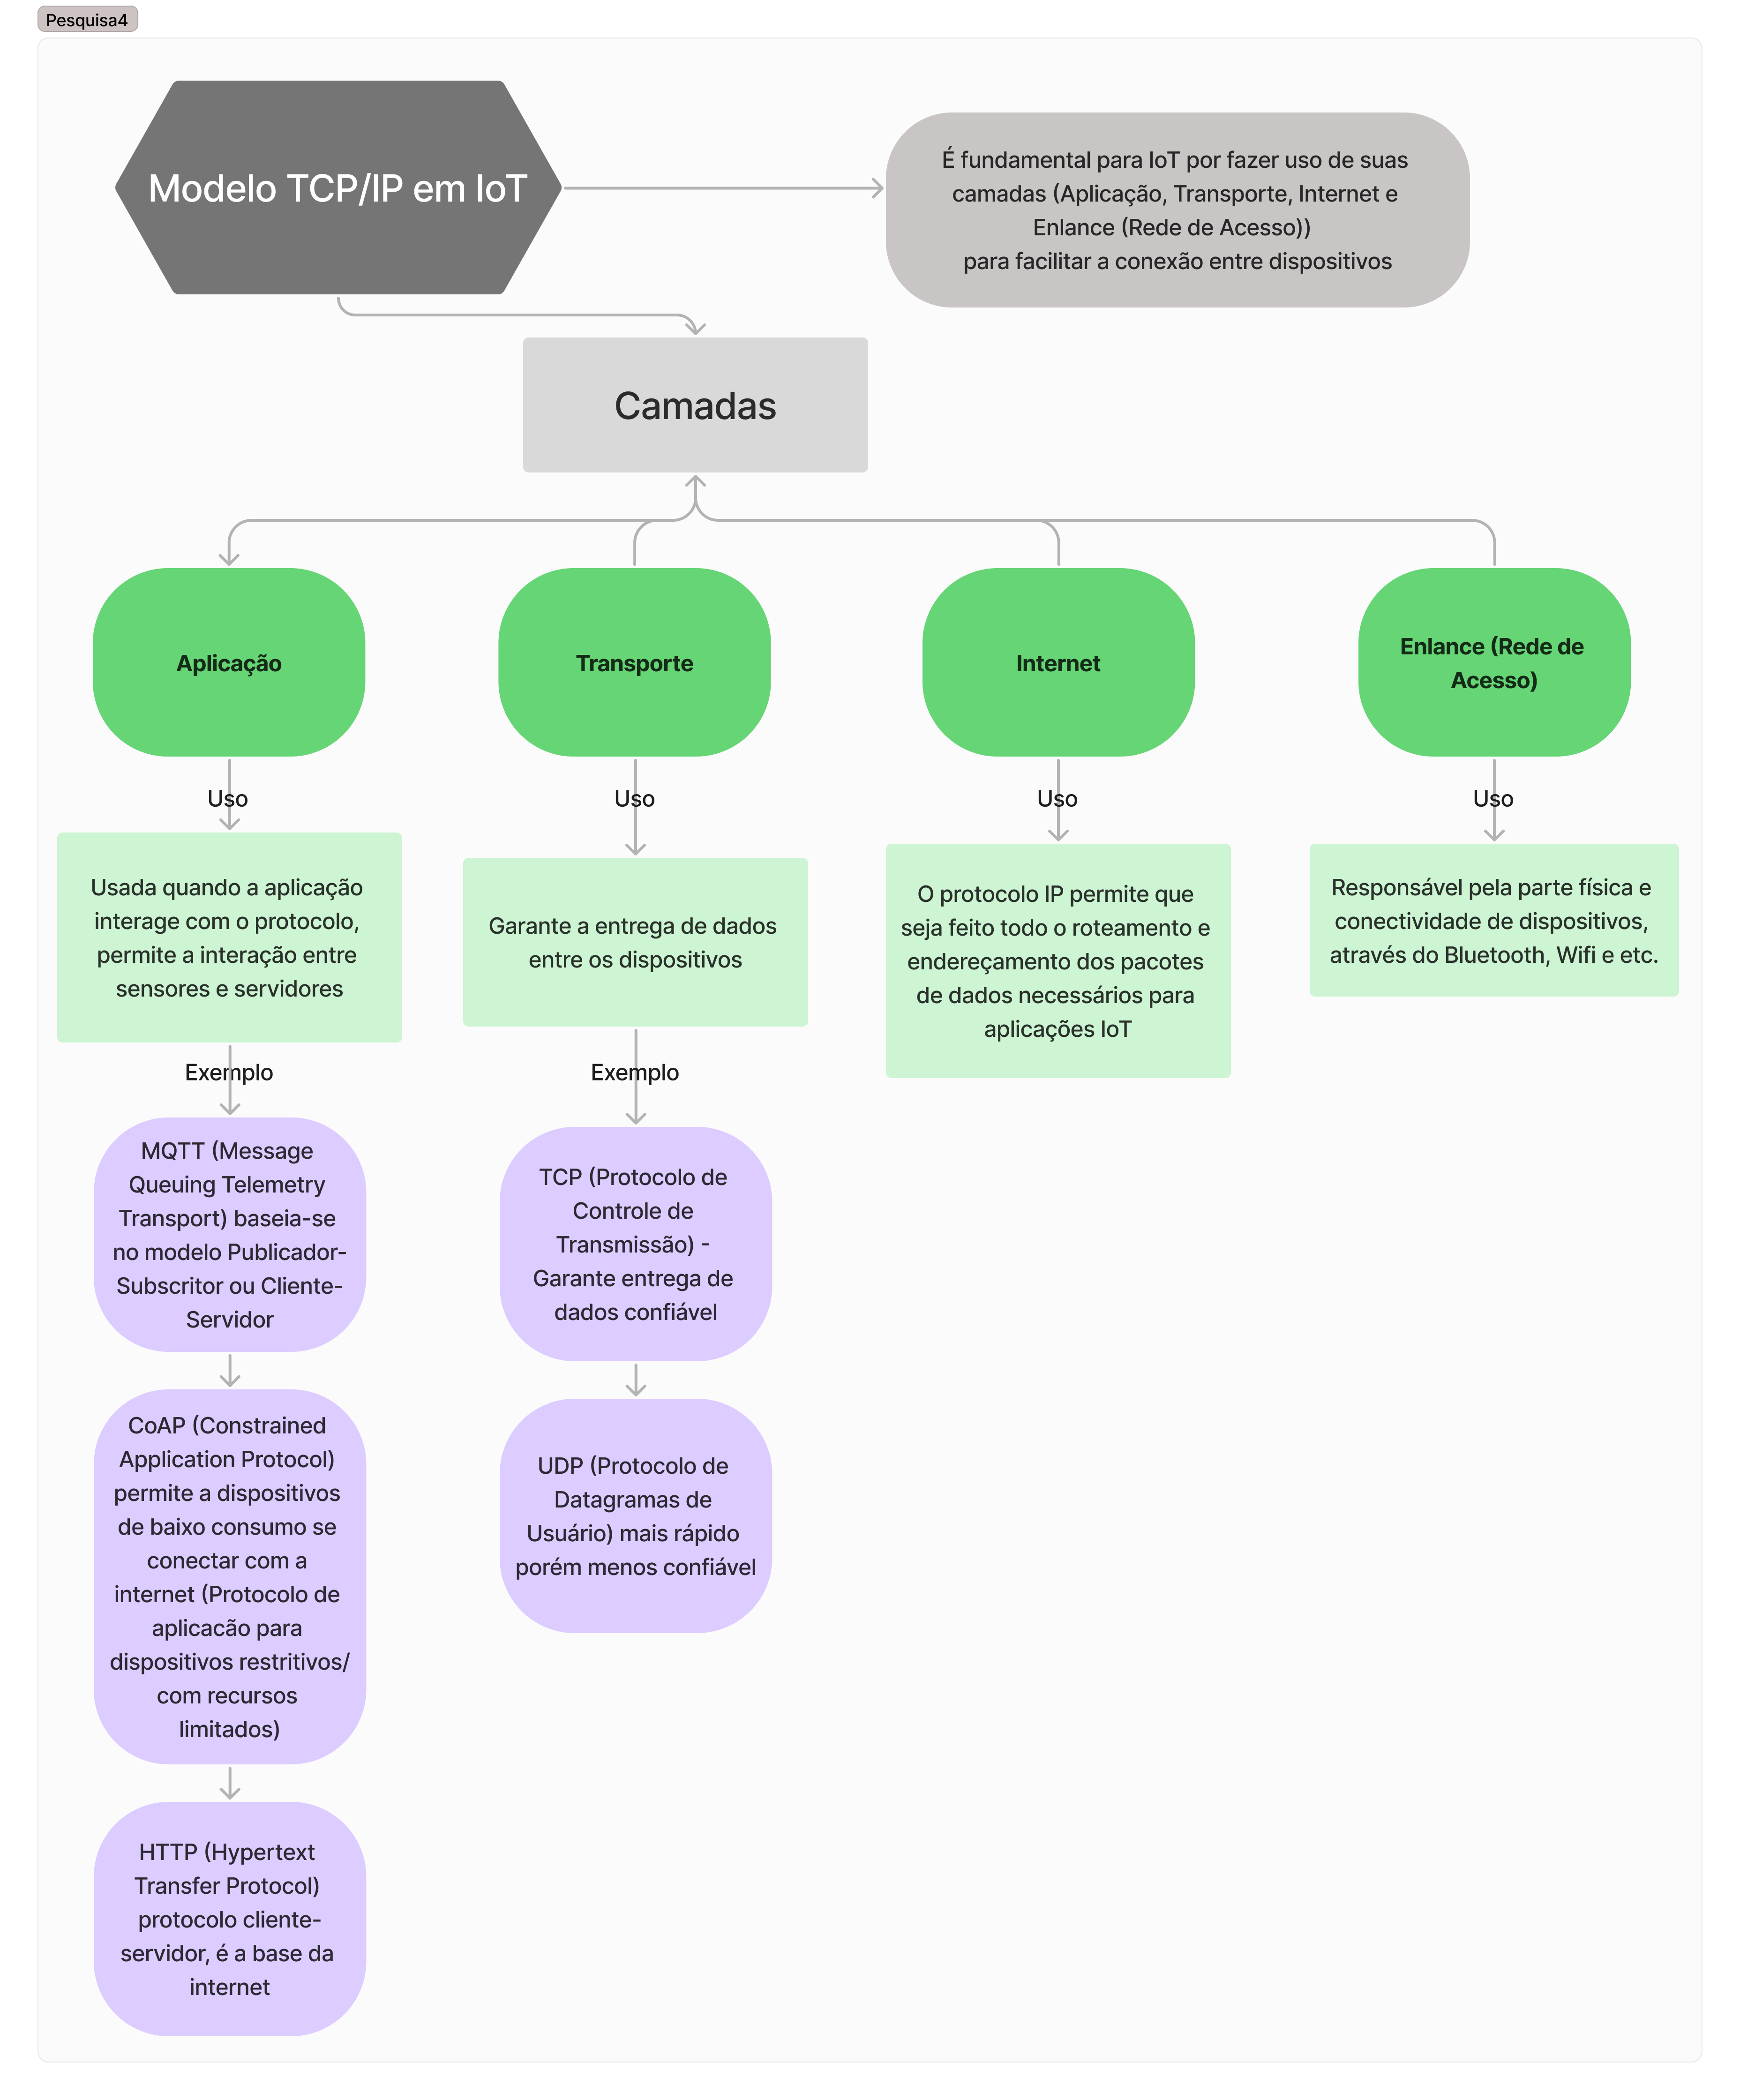 Pesquisa4
Modelo TCP/IP em IoT
É fundamental para IoT por fazer uso de suas
camadas (Aplicação, Transporte, Internet e
Enlance (Rede de Acesso))
para facilitar a conexão entre dispositivos
Camadas
Aplicação
Transporte
Internet
Enlance (Rede de
Acesso)
Uso
Uso
Uso
Uso
Usada quando a aplicação
interage com o protocolo,
permite a interação entre
sensores e servidores
Garante a entrega de dados
entre os dispositivos
O protocolo IP permite que
seja feito todo o roteamento e
endereçamento dos pacotes
de dados necessários para
aplicações IoT
Responsável pela parte física e
conectividade de dispositivos,
através do Bluetooth, Wifi e etc.
Exemplo
Exemplo
MQTT (Message
Queuing Telemetry
Transport) baseia-se
no modelo Publicador-
Subscritor ou Cliente-
Servidor
TCP (Protocolo de
Controle de
Transmissão) -
Garante entrega de
dados confiável
CoAP (Constrained
Application Protocol)
permite a dispositivos
de baixo consumo se
conectar com a
internet (Protocolo de
aplicacão para
dispositivos restritivos/
com recursos
limitados)
UDP (Protocolo de
Datagramas de
Usuário) mais rápido
porém menos confiável
HTTP (Hypertext
Transfer Protocol)
protocolo cliente-
servidor, é a base da
internet